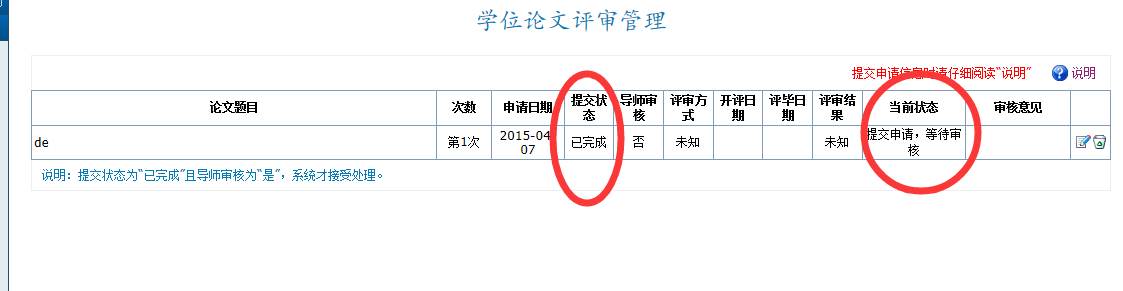 学位论文评审管理
提交申请信息时请仔细阅读“说明”
说明
论文题目
次数
申请日期
提交状
态
导师审
核
评审方
式
开评日
期
评毕日
期
评审结
果
当前状态
审核意见
de
第1次
2015-04
07
已完成
否
未知
未知
提交申请，等待审
核
说明：提交状态为“已完成”且导师审核为“是”，系统才接受处理。